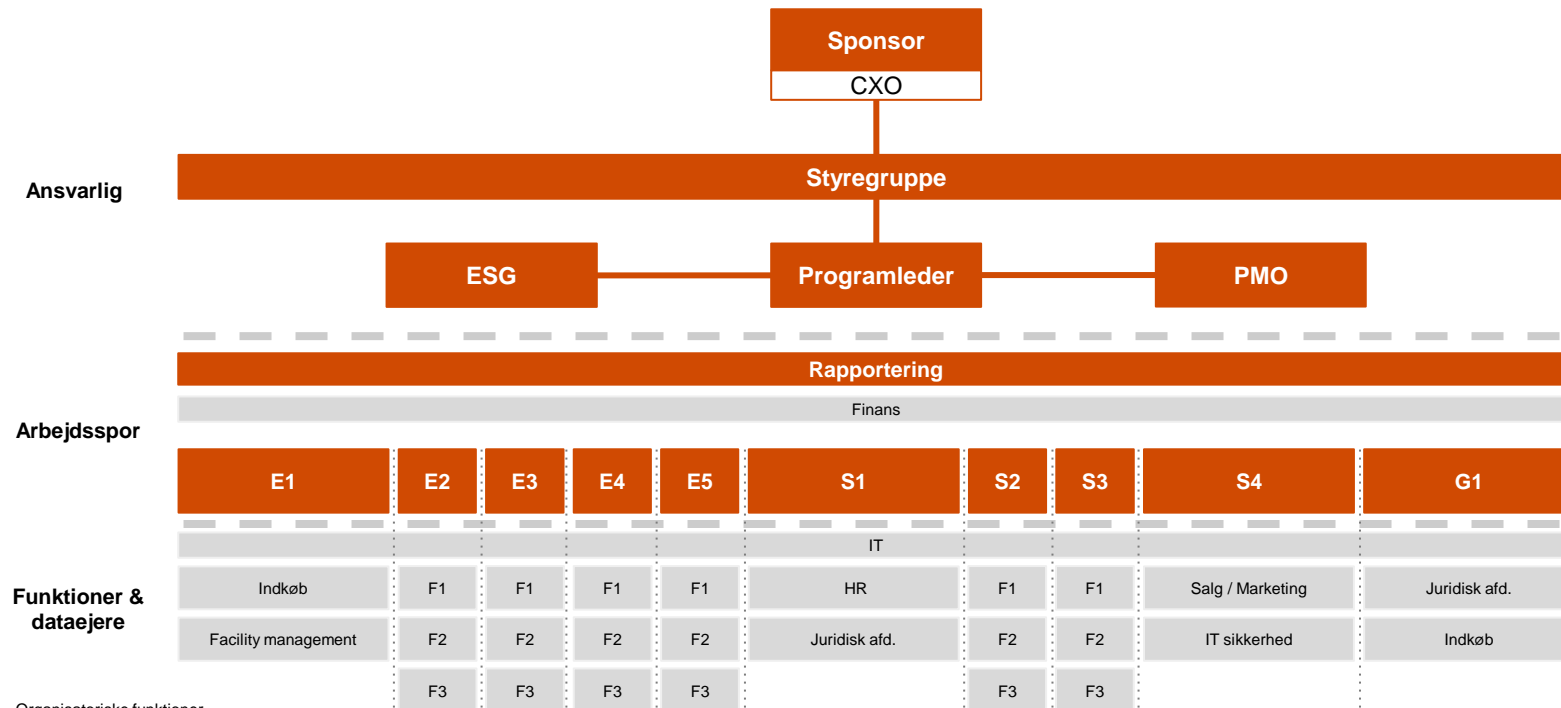 Sponsor
CXO
Ansvarlig
Styregruppe
ESG
Programleder
PMO
Rapportering
Finans
Arbejdsspor
E1
E2
E3
E4
E5
S1
S2
S3
S4
G1
IT
Funktioner &
dataejere
Indkøb
F1
F1
F1
F1
HR
F1
F1
Salg / Marketing
Juridisk afd.
Facility management
F2
F2
F2
F2
Juridisk afd.
F2
F2
IT sikkerhed
Indkøb
F3
F3
F3
F3
F3
F3
Organisatoriske funktioner